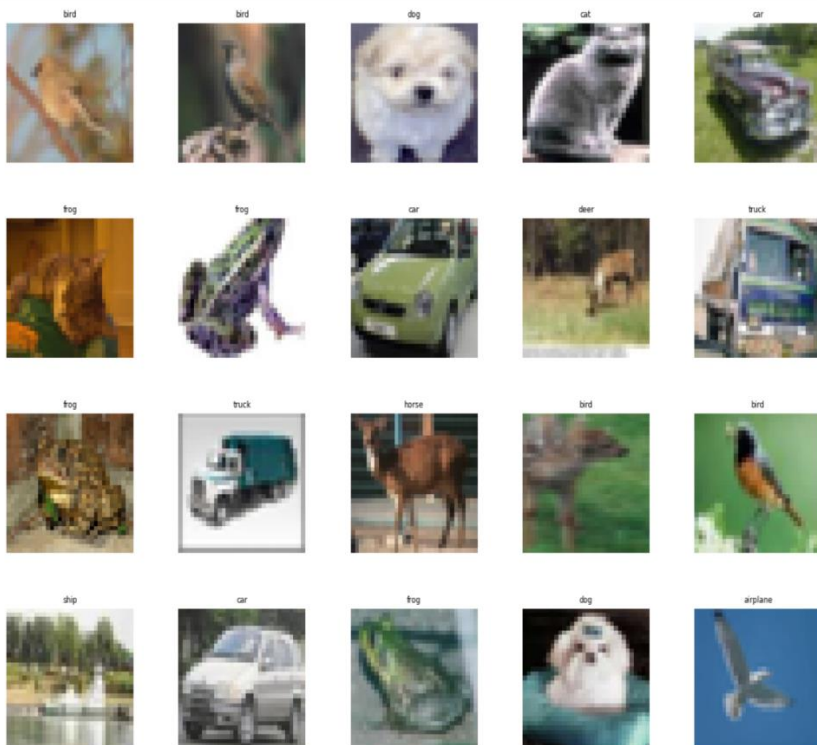 bird bird dog cat car
frog frog car deer truck
frog truck horse bird bird
ship car frog dog airplane